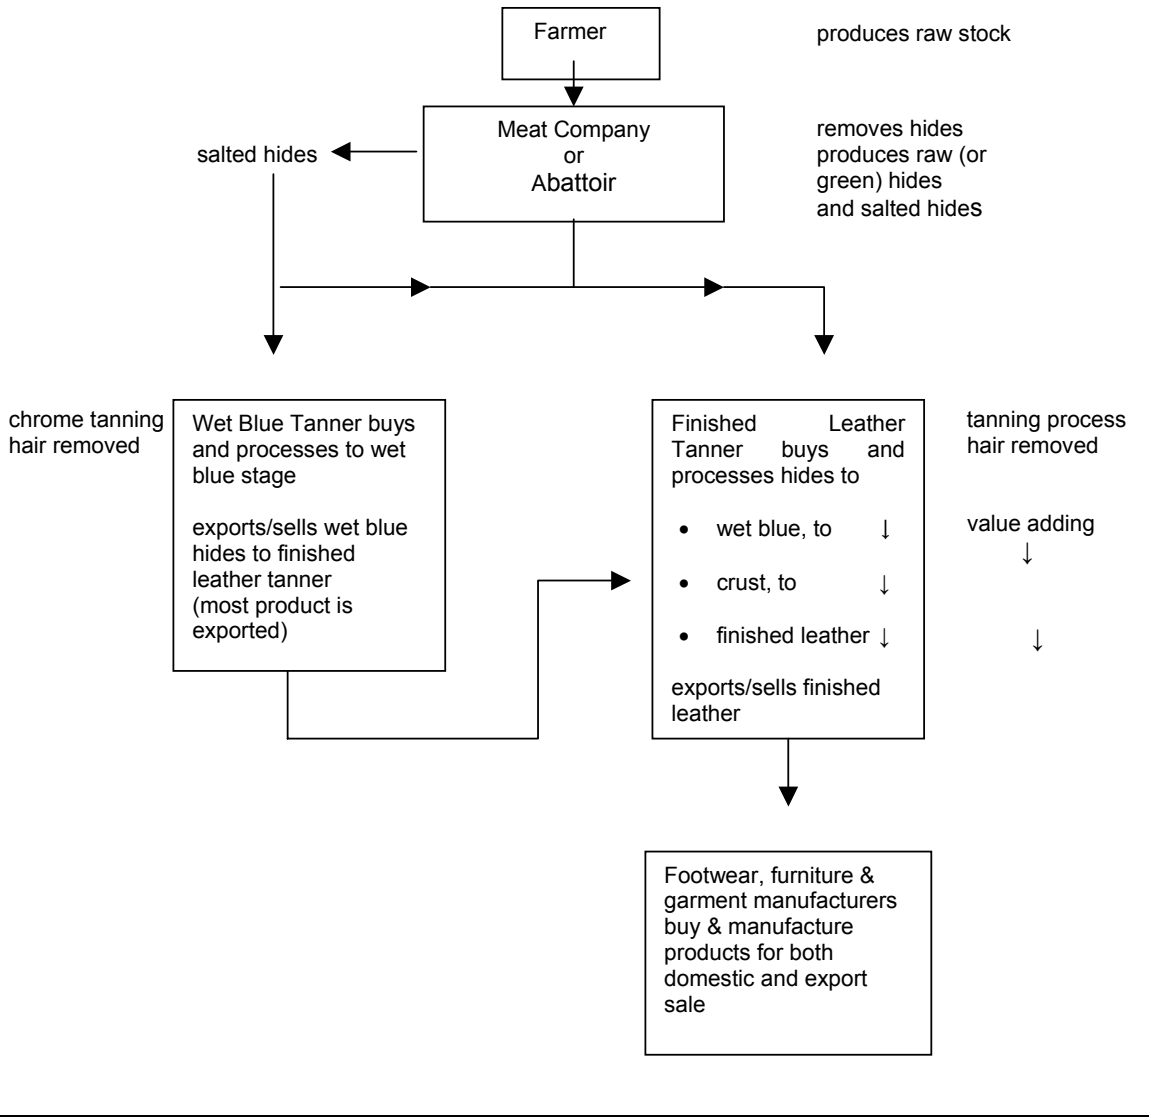 Farmer
produces raw stock
Meat Company
or
Abattoir
removes hides
produces raw (or
green) hides
and salted hides
salted hides
chrome tanning
hair removed
Wet Blue Tanner buys
and processes to wet
blue stage
exports/sells wet blue
hides to finished
leather tanner
(most product is
exported)
Finished Leather
Tanner buys and
processes hides to
• wet blue, to ↓
• crust, to ↓
• finished leather ↓
exports/sells finished
leather
tanning process
hair removed
value adding
↓
↓
Footwear, furniture &
garment manufacturers
buy & manufacture
products for both
domestic and export
sale